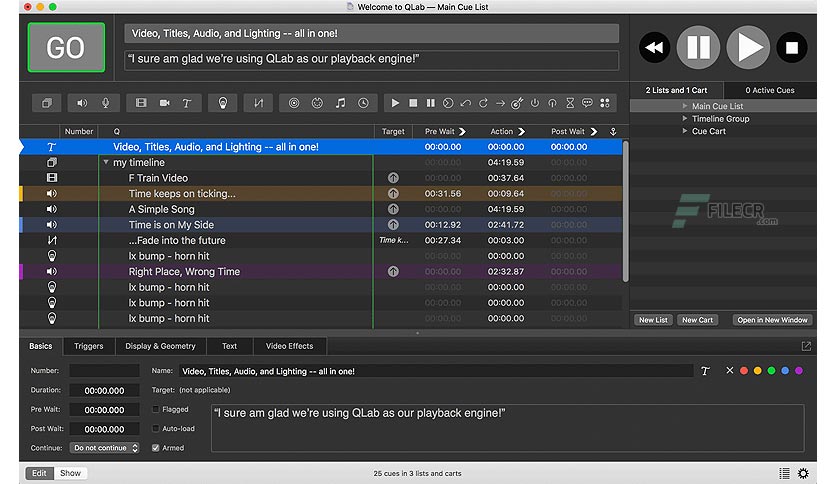 Welcome to QLab — Main Cue List
GO
Video, Titles, Audio, and Lighting -- all in one!
“I sure am glad we’re using QLab as our playback engine!”
2 Lists and 1 Cart
0 Active Cues
Main Cue List
Timeline Group
Cue Cart
Number Q Target Pre Wait Action Post Wait
Video, Titles, Audio, and Lighting -- all in one! 00:00.00 00:00.00 00:00.00
my timeline 00:00.00 04:19.59 00:00.00
F Train Video 00:00.00 00:37.64 00:00.00
Time keeps on ticking... 00:31.56 00:09.64 00:00.00
A Simple Song 00:00.00 04:19.59 00:00.00
Time is on My Side 00:12.92 02:41.72 00:00.00
...Fade into the future Time k... 00:27.34 00:03.00 00:00.00
lx bump - horn hit 00:00.00 00:00.00 00:00.00
Right Place, Wrong Time 00:00.00 02:32.87 00:00.00
lx bump - horn hit 00:00.00 00:00.00 00:00.00
lx bump - horn hit 00:00.00 00:00.00 00:00.00
lx bump - horn hit 00:00.00 00:00.00 00:00.00
FILECR
.com
New List New Cart Open in New Window
Basics Triggers Display & Geometry Text Video Effects
Number: Name: Video, Titles, Audio, and Lighting -- all in one!
Duration: 00:00.000 Target: (not applicable)
Pre Wait: 00:00.000 Flagged “I sure am glad we’re using QLab as our playback engine!”
Post Wait: 00:00.000 Auto-load
Continue: Do not continue Armed
Edit Show 25 cues in 3 lists and carts